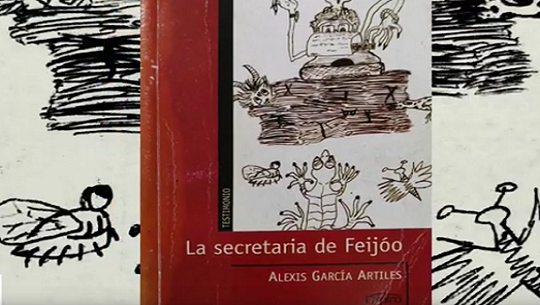 TESTIMONIO
La secretaria de Feijóo
ALEXIS GARCÍA ARTILES